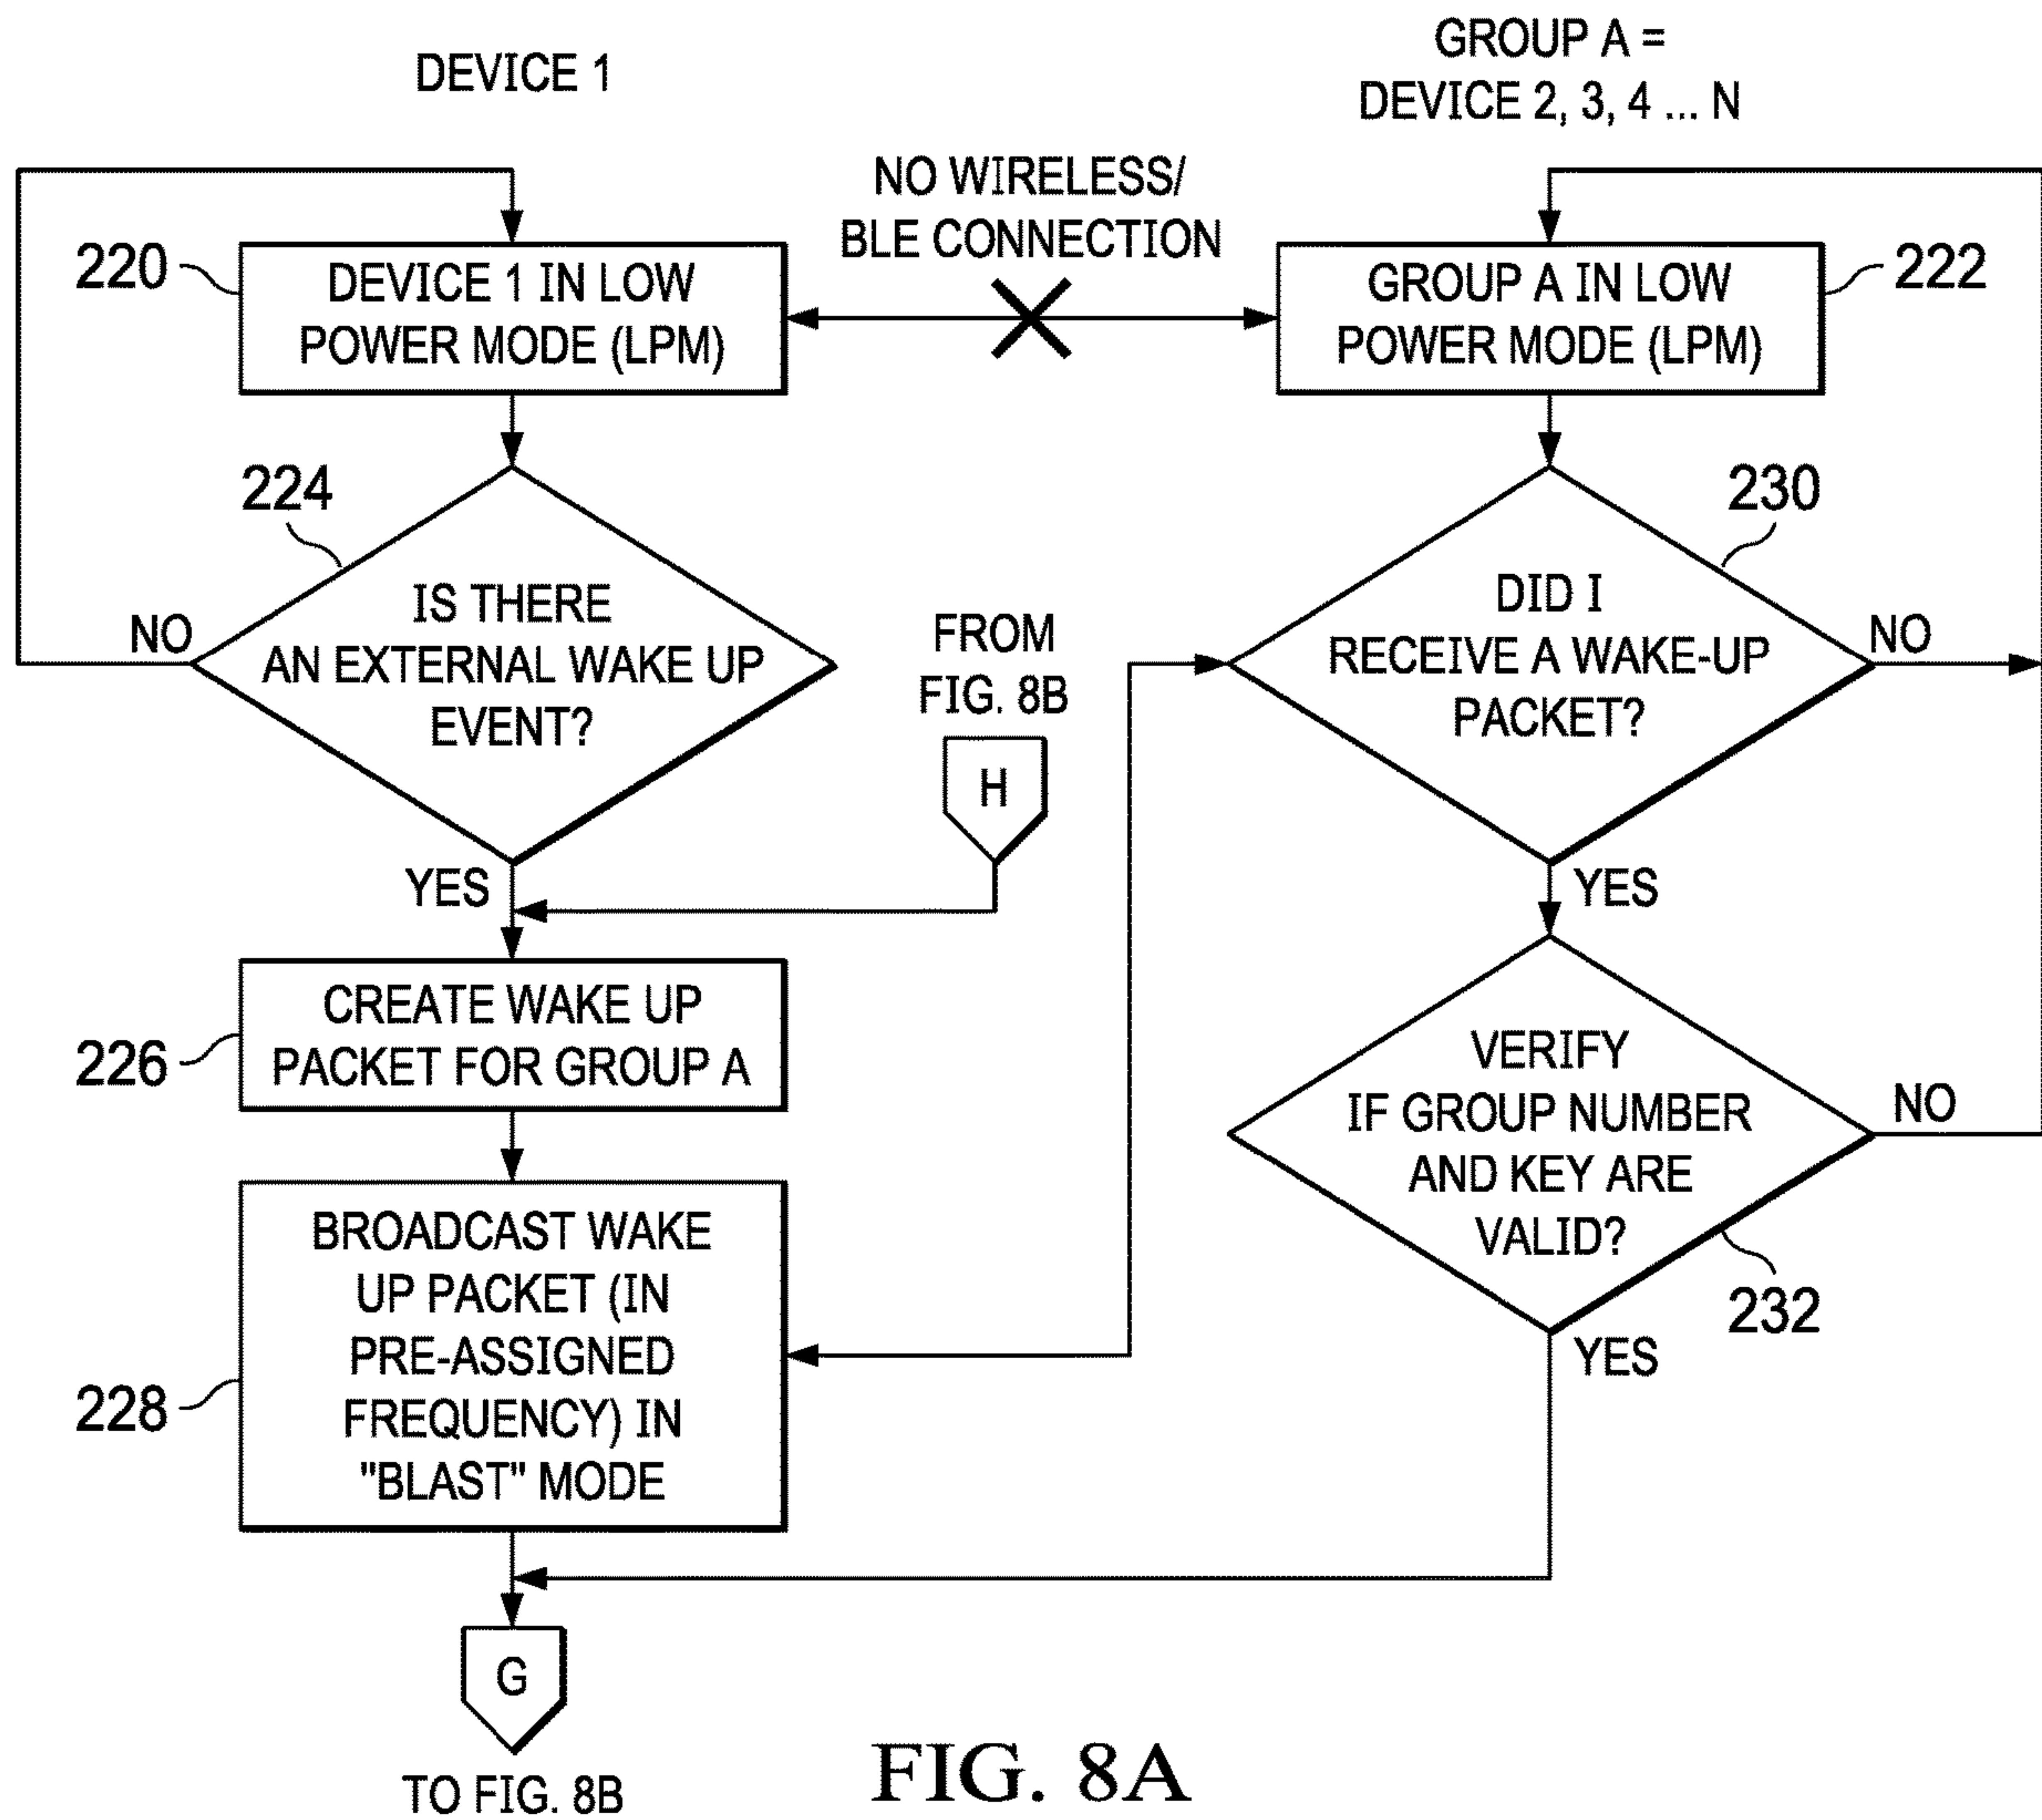 DEVICE 1
GROUP A =
DEVICE 2, 3, 4 ... N
NO WIRELESS/
BLE CONNECTION
220
DEVICE 1 IN LOW
POWER MODE (LPM)
GROUP A IN LOW
POWER MODE (LPM)
222
224
IS THERE
AN EXTERNAL WAKE UP
EVENT?
NO
YES
FROM
FIG. 8B
H
230
DID I
RECEIVE A WAKE-UP
PACKET?
NO
YES
226
CREATE WAKE UP
PACKET FOR GROUP A
VERIFY
IF GROUP NUMBER
AND KEY ARE
VALID?
NO
232
YES
228
BROADCAST WAKE
UP PACKET (IN
PRE-ASSIGNED
FREQUENCY) IN
"BLAST" MODE
G
TO FIG. 8B
FIG. 8A